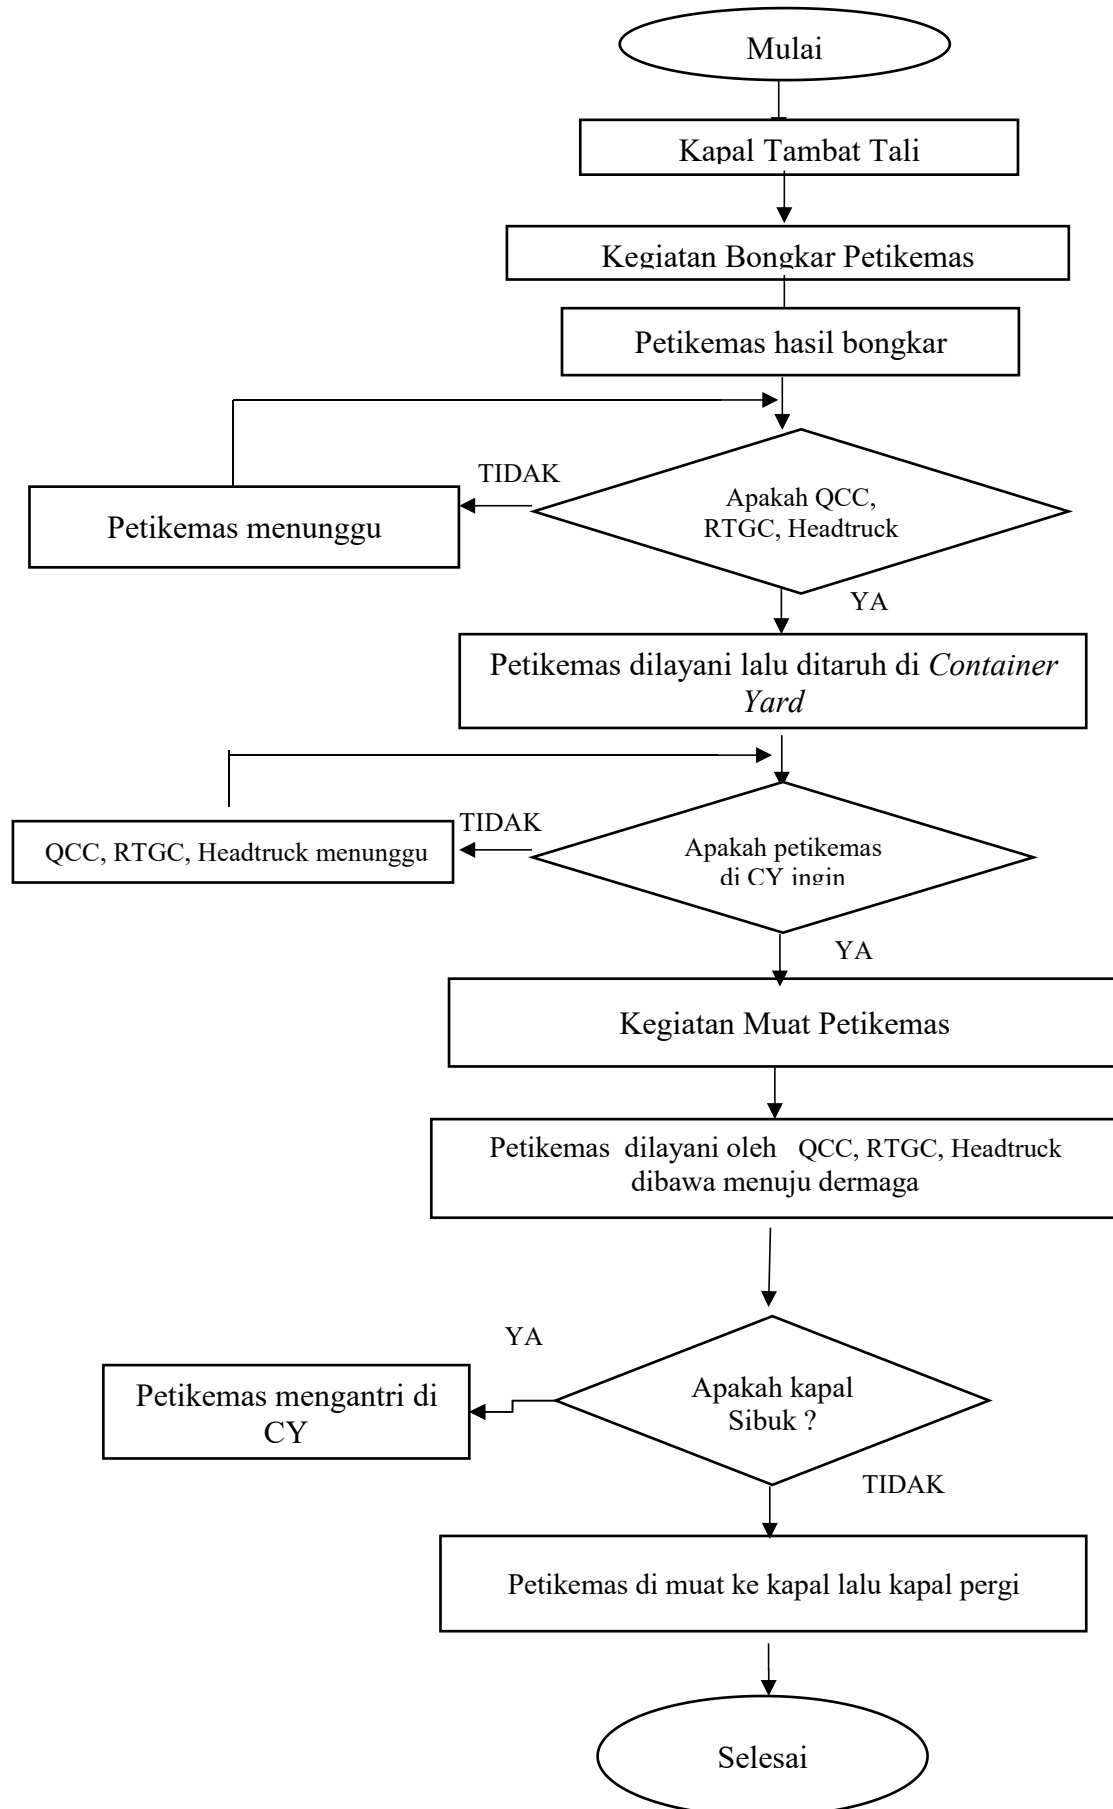 Mulai
Kapal Tambat Tali
Kegiatan Bongkar Petikemas
Petikemas hasil bongkar
TIDAK
Apakah QCC,
RTGC, Headtruck
Petikemas menunggu
YA
Petikemas dilayani lalu ditaruh di Container
Yard
TIDAK
Apakah petikemas
di CY ingin
QCC, RTGC, Headtruck menunggu
YA
Kegiatan Muat Petikemas
Petikemas dilayani oleh QCC, RTGC, Headtruck
dibawa menuju dermaga
YA
Petikemas mengantri di
CY
Apakah kapal
Sibuk ?
TIDAK
Petikemas di muat ke kapal lalu kapal pergi
Selesai